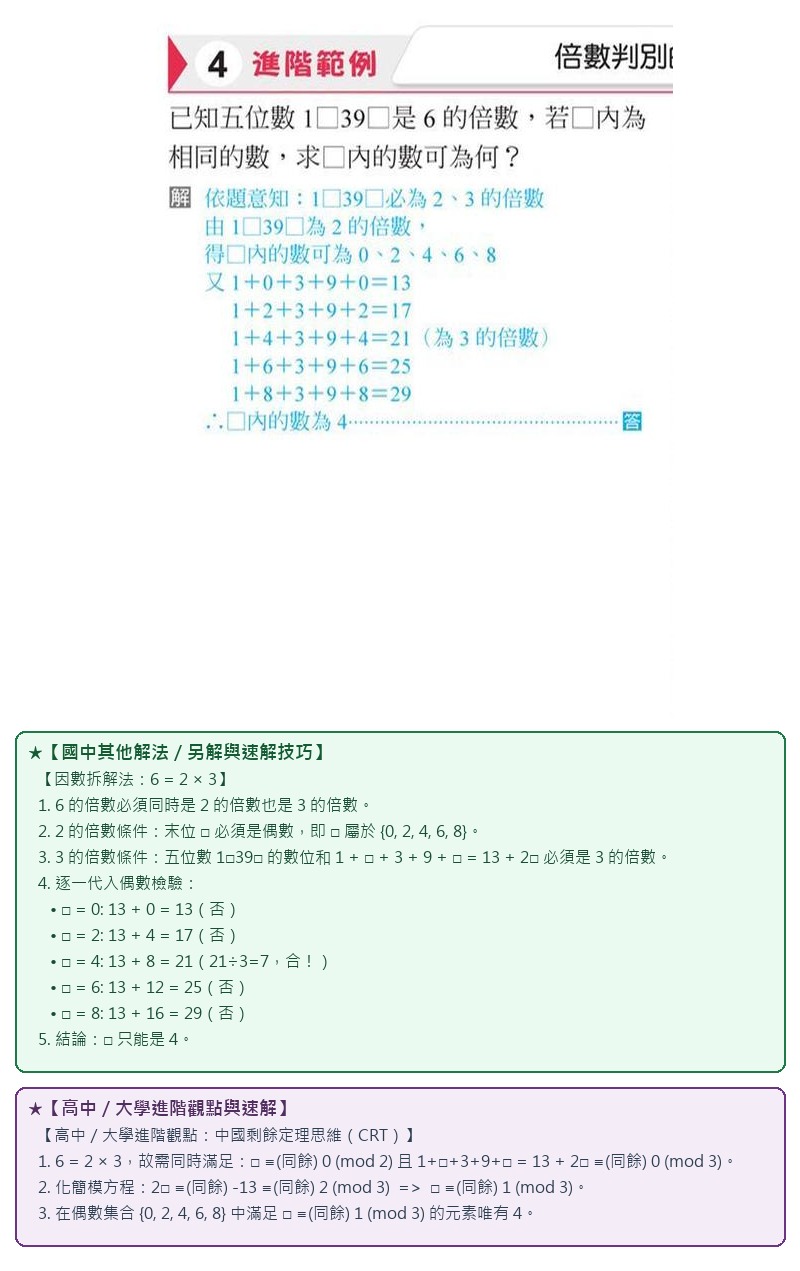 4 進階範例 倍數判別
已知五位數 1□39□是 6 的倍數，若□內為
相同的數，求□內的數可為何？
解 依題意知：1□39□必為 2、3 的倍數
由 1□39□為 2 的倍數，
得□內的數可為 0、2、4、6、8
又 1＋0＋3＋9＋0＝13
1＋2＋3＋9＋2＝17
1＋4＋3＋9＋4＝21（為 3 的倍數）
1＋6＋3＋9＋6＝25
1＋8＋3＋9＋8＝29
∴□內的數為 4⋯⋯⋯⋯⋯⋯⋯⋯⋯⋯⋯⋯⋯⋯⋯⋯ 答
★【國中其他解法 / 另解與速解技巧】
【因數拆解法：6 = 2 × 3】
1. 6 的倍數必須同時是 2 的倍數也是 3 的倍數。
2. 2 的倍數條件：末位 □ 必須是偶數，即 □ 屬於 {0, 2, 4, 6, 8}。
3. 3 的倍數條件：五位數 1□39□ 的數位和 1 + □ + 3 + 9 + □ = 13 + 2□ 必須是 3 的倍數。
4. 逐一代入偶數檢驗：
• □ = 0: 13 + 0 = 13（否）
• □ = 2: 13 + 4 = 17（否）
• □ = 4: 13 + 8 = 21（21÷3=7，合！）
• □ = 6: 13 + 12 = 25（否）
• □ = 8: 13 + 16 = 29（否）
5. 結論：□ 只能是 4。
★【高中 / 大學進階觀點與速解】
【高中 / 大學進階觀點：中國剩餘定理思維（CRT）】
1. 6 = 2 × 3，故需同時滿足：□ ≡(同餘) 0 (mod 2) 且 1+□+3+9+□ = 13 + 2□ ≡(同餘) 0 (mod 3)。
2. 化簡模方程：2□ ≡(同餘) -13 ≡(同餘) 2 (mod 3) => □ ≡(同餘) 1 (mod 3)。
3. 在偶數集合 {0, 2, 4, 6, 8} 中滿足 □ ≡(同餘) 1 (mod 3) 的元素唯有 4。